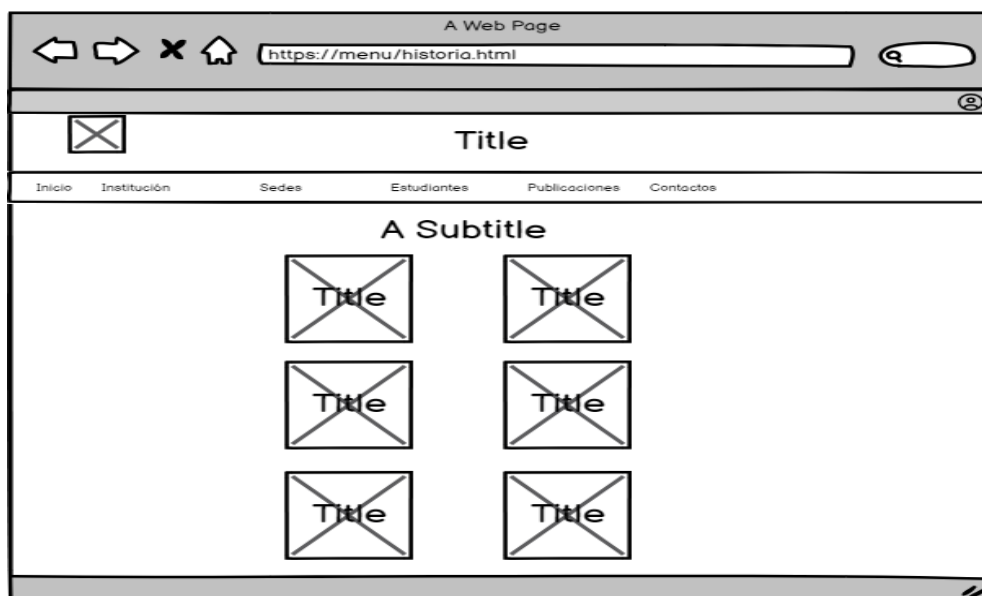 A Web Page
https://menu/historia.html
Title
Inicio Institución Sedes Estudiantes Publicaciones Contactos
A Subtitle
Title Title
Title Title
Title Title